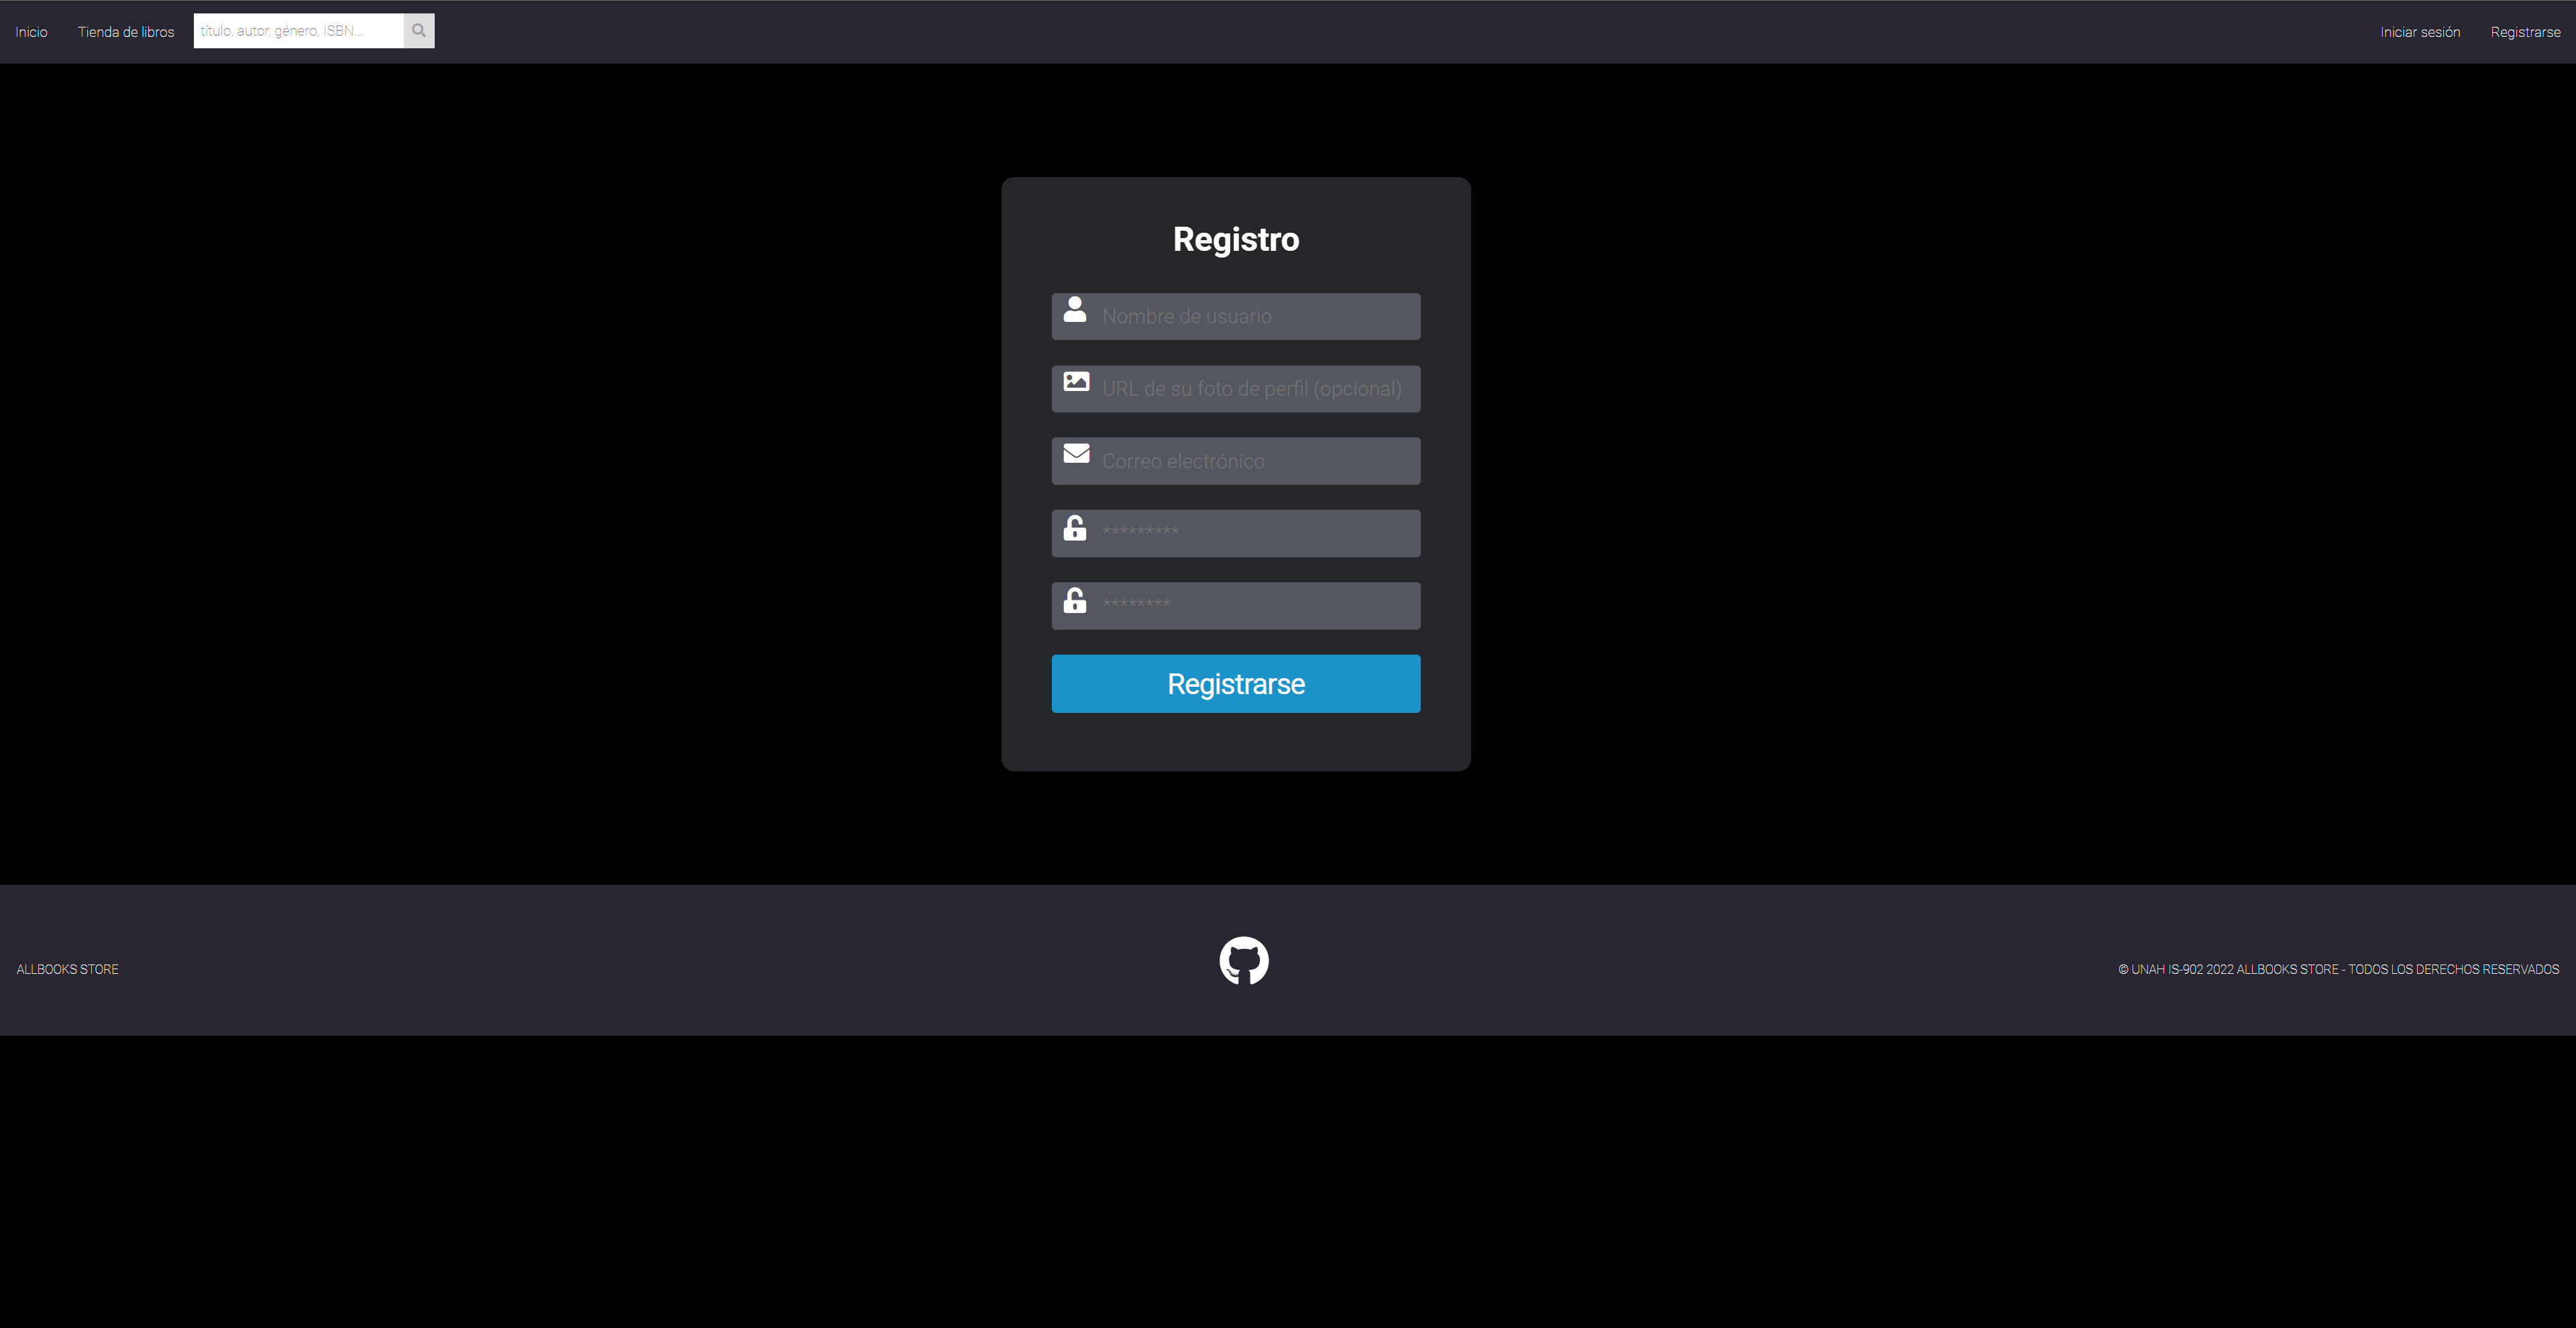 Inicio
Tienda de libros
título, autor, género, ISBN...
Iniciar sesión
Registrarse
Registro
Nombre de usuario
URL de su foto de perfil (opcional)
Correo electrónico
*********
********
Registrarse
ALLBOOKS STORE
© UNAH IS-902 2022 ALLBOOKS STORE - TODOS LOS DERECHOS RESERVADOS